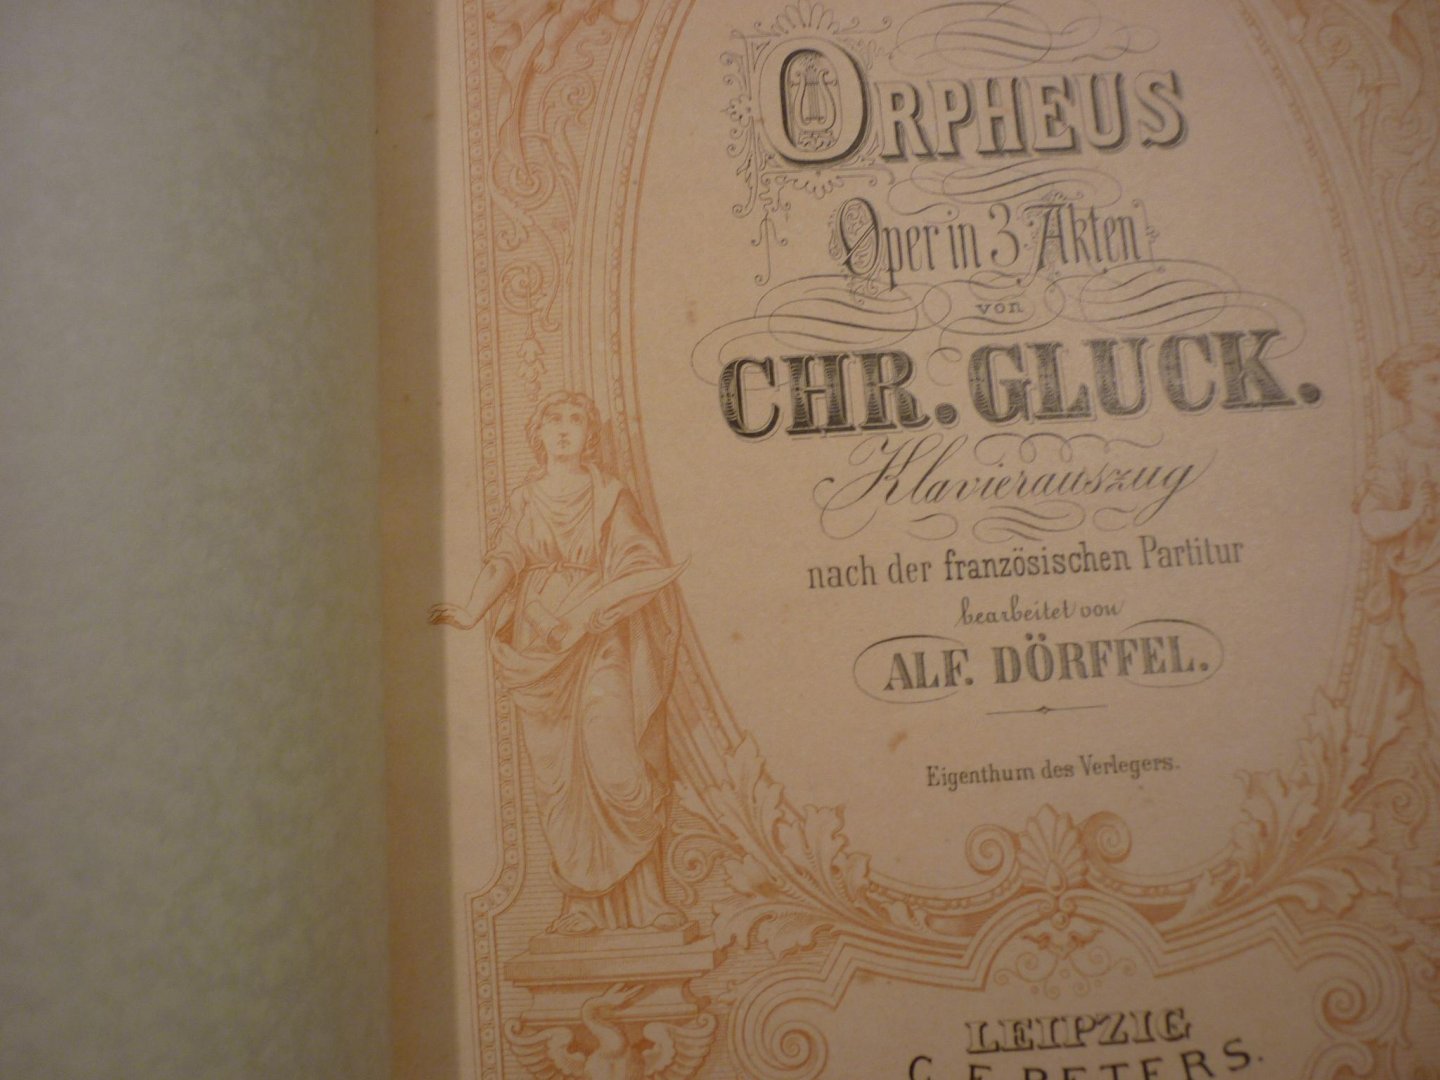 ORPHEUS
Oper in 3 Akten
von
CHR. GLUCK.
Klavierauszug
nach der französischen Partitur
bearbeitet von
ALF. DÖRFFEL.
Eigenthum des Verlegers.
LEIPZIG
C. F. PETERS.